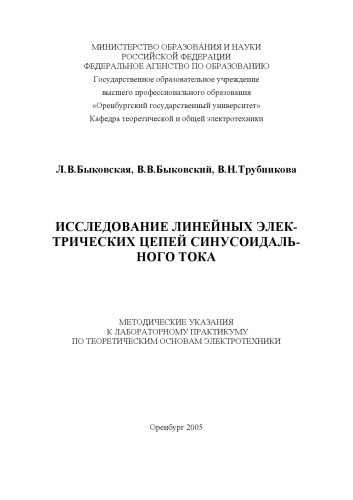 МИНИСТЕРСТВО ОБРАЗОВАНИЯ И НАУКИ
РОССИЙСКОЙ ФЕДЕРАЦИИ
ФЕДЕРАЛЬНОЕ АГЕНСТВО ПО ОБРАЗОВАНИЮ
Государственное образовательное учреждение
высшего профессионального образования
«Оренбургский государственный университет»
Кафедра теоретической и общей электротехники
Л.В.Быковская, В.В.Быковский, В.Н.Трубникова
ИССЛЕДОВАНИЕ ЛИНЕЙНЫХ ЭЛЕК-
ТРИЧЕСКИХ ЦЕПЕЙ СИНУСОИДАЛЬ-
НОГО ТОКА
МЕТОДИЧЕСКИЕ УКАЗАНИЯ
К ЛАБОРАТОРНОМУ ПРАКТИКУМУ
ПО ТЕОРЕТИЧЕСКИМ ОСНОВАМ ЭЛЕКТРОТЕХНИКИ
Оренбург 2005